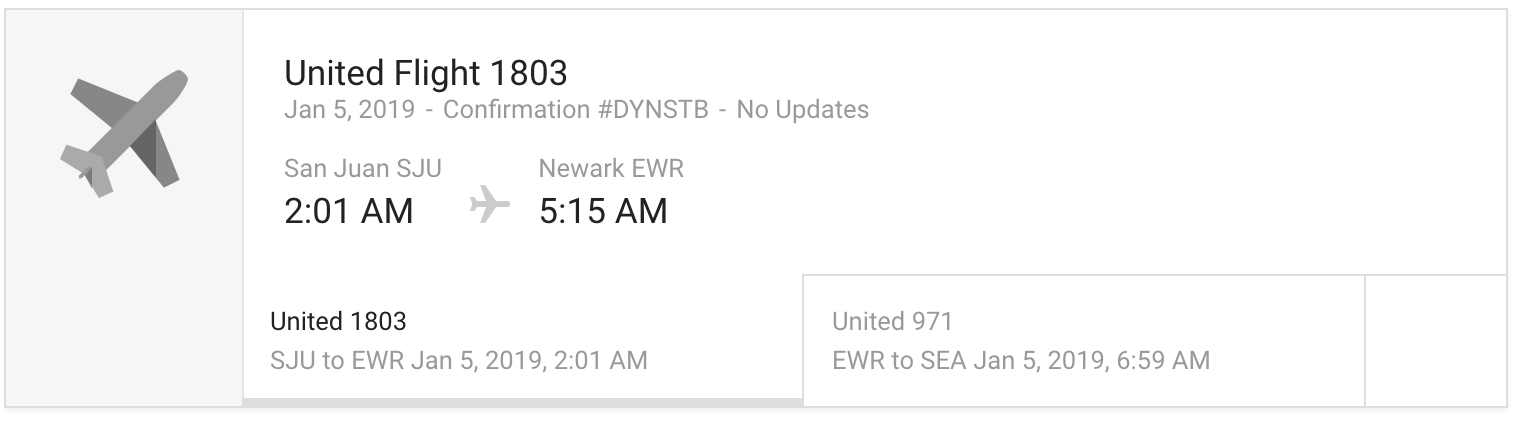 United Flight 1803
Jan 5, 2019 - Confirmation #DYNSTB - No Updates
San Juan SJU
2:01 AM
Newark EWR
5:15 AM
United 1803
SJU to EWR Jan 5, 2019, 2:01 AM
United 971
EWR to SEA Jan 5, 2019, 6:59 AM